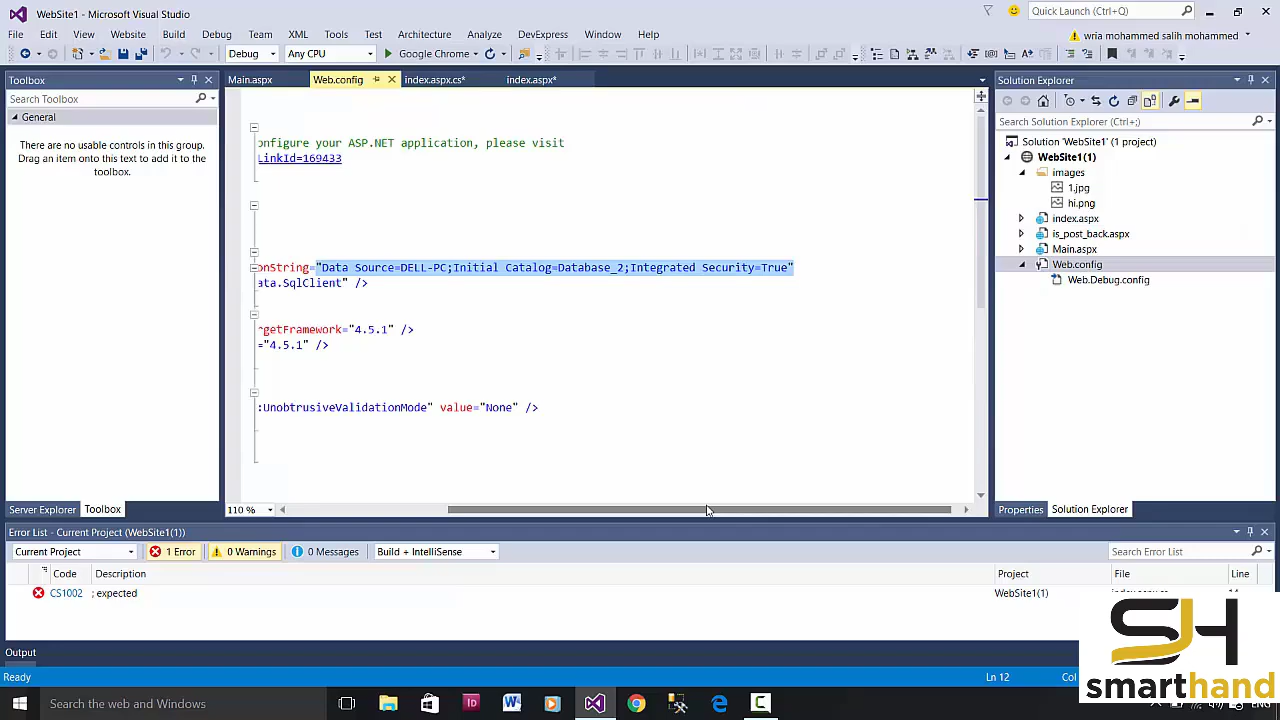 WebSite1 - Microsoft Visual Studio
Quick Launch (Ctrl+Q)
File Edit View Website Build Debug Team XML Tools Test Architecture Analyze DevExpress Window Help
wria mohammed salih mohammed
Debug Any CPU Google Chrome
Toolbox
Main.aspx Web.config index.aspx.cs* index.aspx*
Solution Explorer
Search Toolbox
General
There are no usable controls in this group.
Drag an item onto this text to add it to the
toolbox.
onfigure your ASP.NET application, please visit
LinkId=169433
onString="Data Source=DELL-PC;Initial Catalog=Database_2;Integrated Security=True"
ata.SqlClient" />
getFramework="4.5.1" />
="4.5.1" />
:UnobtrusiveValidationMode" value="None" />
Search Solution Explorer (Ctrl+;)
Solution 'WebSite1' (1 project)
WebSite1(1)
images
1.jpg
hi.png
index.aspx
is_post_back.aspx
Main.aspx
Web.config
Web.Debug.config
Server Explorer Toolbox
110 %
Properties Solution Explorer
Error List - Current Project (WebSite1(1))
Current Project 1 Error 0 Warnings 0 Messages Build + IntelliSense
Search Error List
Code Description Project File Line
CS1002 ; expected WebSite1(1)
Output
Ready
Ln 12
Col
SH
smarthand
Search the web and Windows
ENG